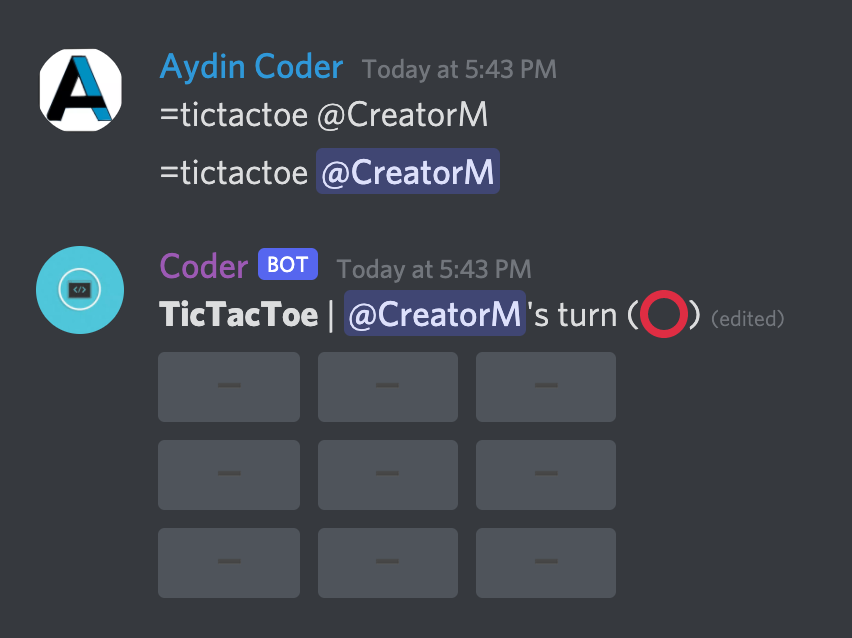 Aydin Coder Today at 5:43 PM
=tictactoe @CreatorM
=tictactoe @CreatorM
Coder BOT Today at 5:43 PM
TicTacToe | @CreatorM's turn (⭕) (edited)
– – –
– – –
– – –